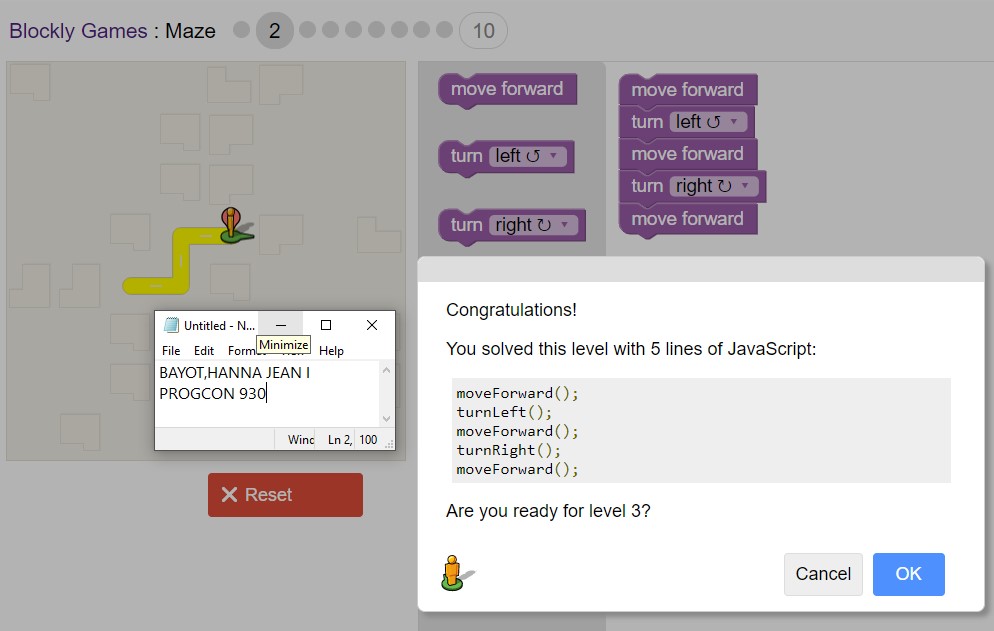 Blockly Games : Maze 2 10
move forward
turn left ↺ ▾
turn right ↻ ▾
move forward
turn left ↺ ▾
move forward
turn right ↻ ▾
move forward
Untitled - N...
Minimize
File Edit Help
BAYOT,HANNA JEAN I
PROGCON 930
Ln 2, 100
Reset
Congratulations!
You solved this level with 5 lines of JavaScript:
moveForward();
turnLeft();
moveForward();
turnRight();
moveForward();
Are you ready for level 3?
Cancel OK